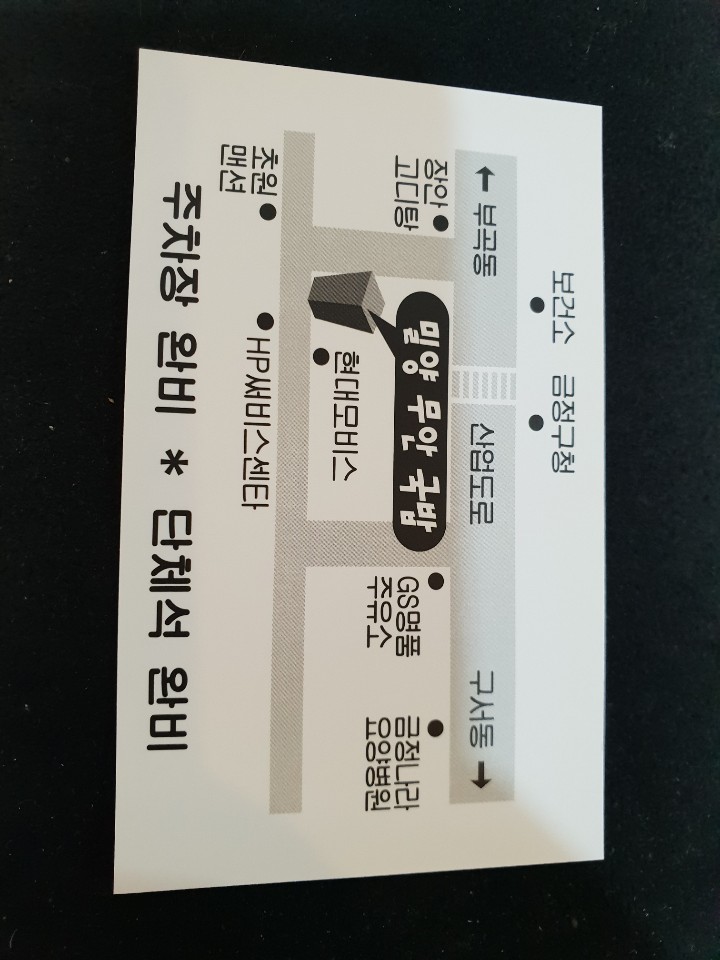 보건소
금정구청
← 부곡동
산업도로
구서동 →
장안
고디탕
밀양 무안 국밥
GS명품
주유소
금정나라
요양병원
현대모비스
초원
맨션
HP써비스센타
주차장 완비 * 단체석 완비